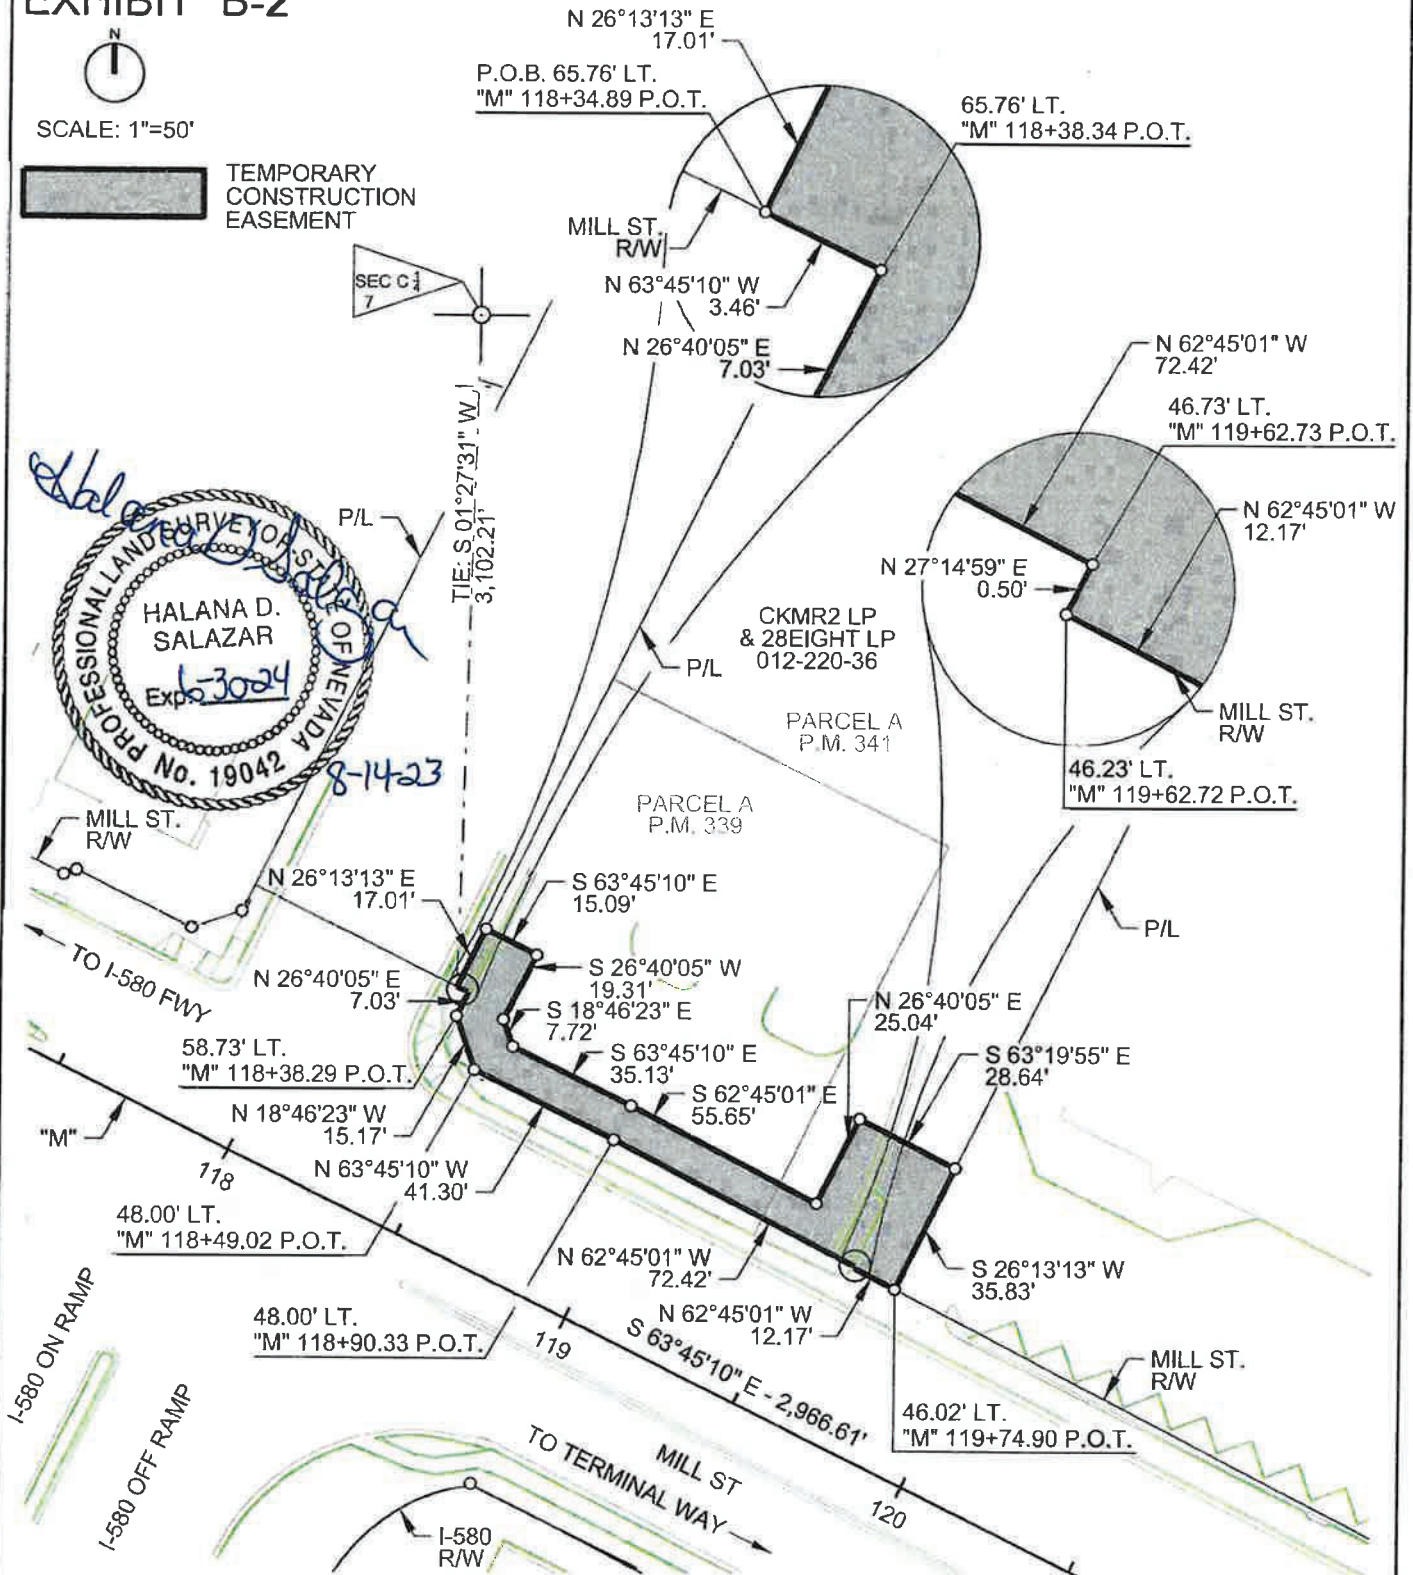 EXHIBIT "B-2"
N
SCALE: 1"=50'
TEMPORARY
CONSTRUCTION
EASEMENT
N 26°13'13" E
17.01'
P.O.B. 65.76' LT.
"M" 118+34.89 P.O.T.
65.76' LT.
"M" 118+38.34 P.O.T.
MILL ST.
R/W
N 63°45'10" W
3.46'
N 26°40'05" E
7.03'
SEC C 1/4
7
TIE: S 01°27'31" W
3,102.21'
N 62°45'01" W
72.42'
46.73' LT.
"M" 119+62.73 P.O.T.
N 62°45'01" W
12.17'
N 27°14'59" E
0.50'
MILL ST.
R/W
46.23' LT.
"M" 119+62.72 P.O.T.
P/L
Halana D Salazar
PROFESSIONAL LAND SURVEYOR STATE OF NEVADA
HALANA D.
SALAZAR
Exp: 6-30-24
No. 19042
8-14-23
P/L
CKMR2 LP
& 28EIGHT LP
012-220-36
PARCEL A
P.M. 341
PARCEL A
P.M. 339
MILL ST.
R/W
N 26°13'13" E
17.01'
S 63°45'10" E
15.09'
P/L
TO I-580 FWY
N 26°40'05" E
7.03'
S 26°40'05" W
19.31'
S 18°46'23" E
7.72'
N 26°40'05" E
25.04'
58.73' LT.
"M" 118+38.29 P.O.T.
S 63°45'10" E
35.13'
S 63°19'55" E
28.64'
S 62°45'01" E
55.65'
"M"
N 18°46'23" W
15.17'
118
N 63°45'10" W
41.30'
48.00' LT.
"M" 118+49.02 P.O.T.
N 62°45'01" W
72.42'
S 26°13'13" W
35.83'
N 62°45'01" W
12.17'
48.00' LT.
"M" 118+90.33 P.O.T.
119
S 63°45'10" E - 2,966.61'
MILL ST.
R/W
I-580 ON RAMP
I-580 OFF RAMP
46.02' LT.
"M" 119+74.90 P.O.T.
MILL ST
TO TERMINAL WAY
120
I-580
R/W